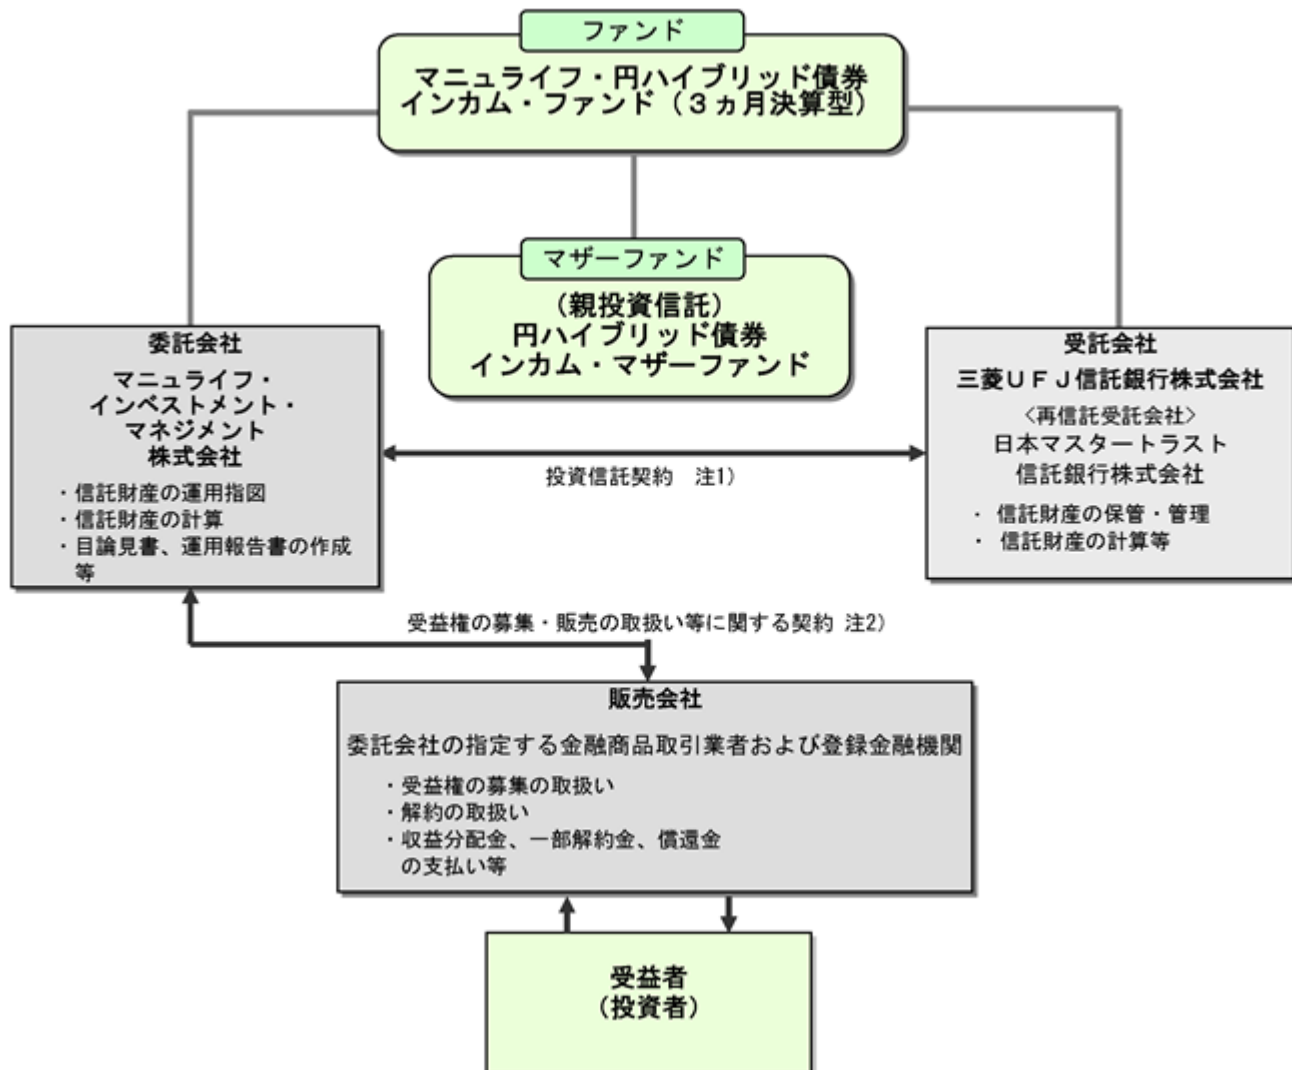 ファンド
マニュライフ・円ハイブリッド債券
インカム・ファンド（３ヵ月決算型）
マザーファンド
（親投資信託）
円ハイブリッド債券
インカム・マザーファンド
委託会社
マニュライフ・
インベストメント・
マネジメント
株式会社
・信託財産の運用指図
・信託財産の計算
・目論見書、運用報告書の作成
等
受託会社
三菱ＵＦＪ信託銀行株式会社
〈再信託受託会社〉
日本マスタートラスト
信託銀行株式会社
・ 信託財産の保管・管理
・ 信託財産の計算等
投資信託契約　注1）
受益権の募集・販売の取扱い等に関する契約 注2）
販売会社
委託会社の指定する金融商品取引業者および登録金融機関
・受益権の募集の取扱い
・解約の取扱い
・収益分配金、一部解約金、償還金
の支払い等
受益者
（投資者）